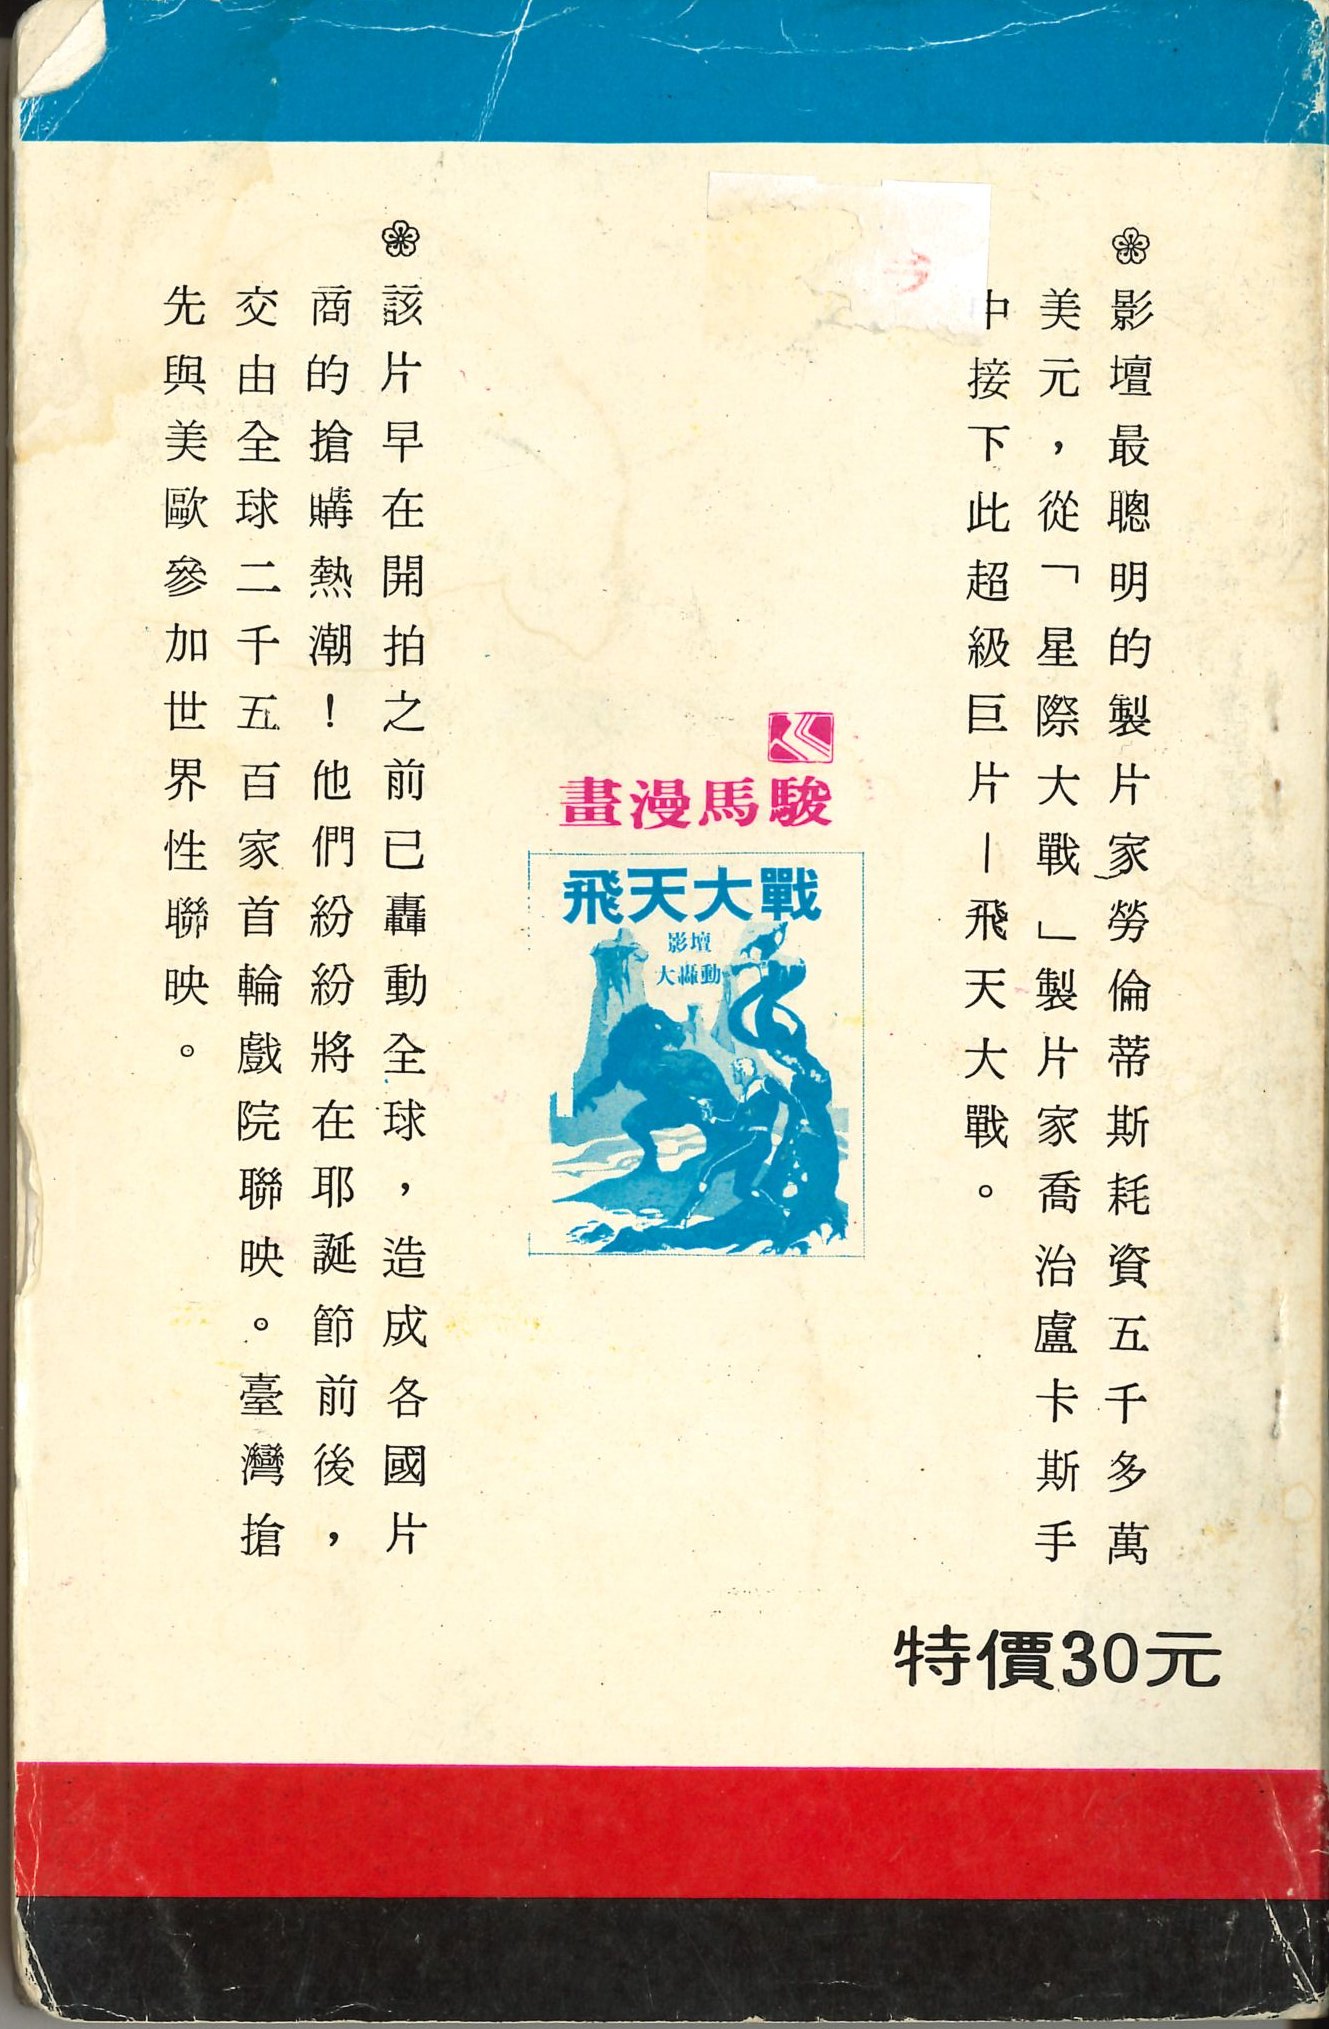 影壇最聰明的製片家勞倫蒂斯耗資五千多萬
美元，從「星際大戰」製片家喬治盧卡斯手
中接下此超級巨片—飛天大戰。
駿馬漫畫
飛天大戰
影壇
大轟動
該片早在開拍之前已轟動全球，造成各國片
商的搶購熱潮！他們紛紛將在耶誕節前後，
交由全球二千五百家首輪戲院聯映。臺灣搶
先與美歐參加世界性聯映。
特價30元